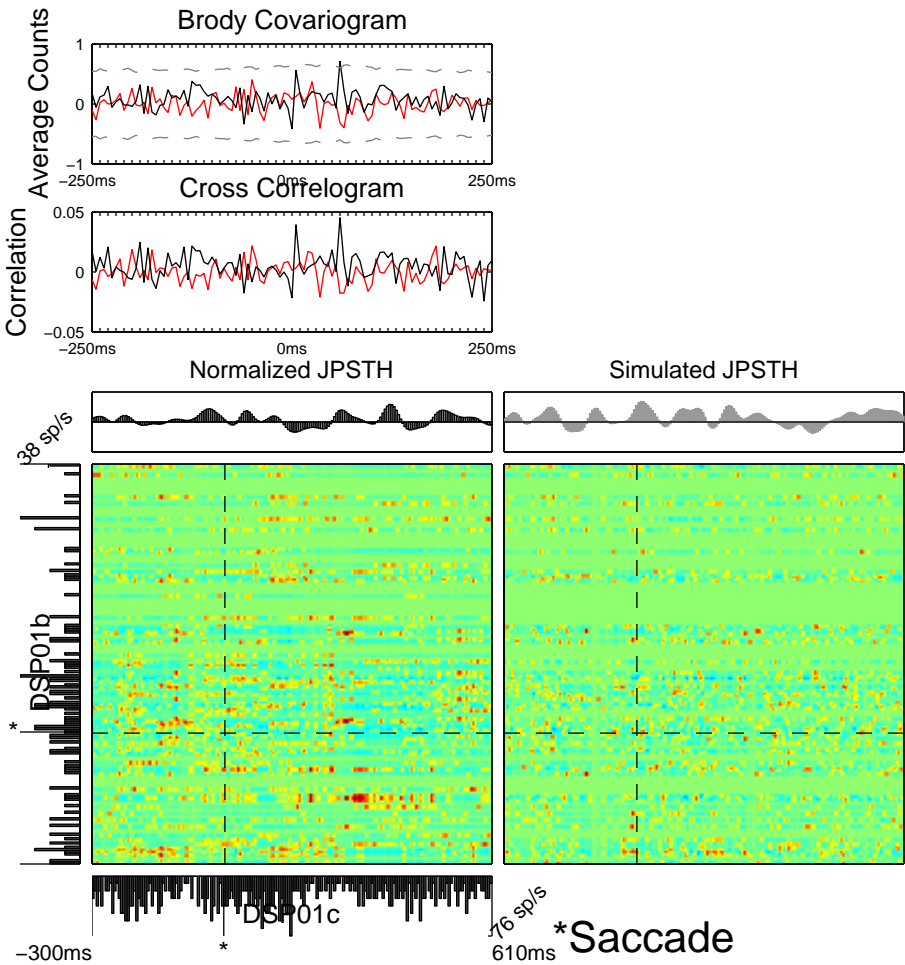 Brody Covariogram
Average Counts
1
0
−1
−250ms
0ms
250ms
Cross Correlogram
Correlation
0.05
0
−0.05
−250ms
0ms
250ms
Normalized JPSTH
Simulated JPSTH
38 sp/s
DSP01b
*
DSP01c
76 sp/s
*
−300ms
610ms
*Saccade